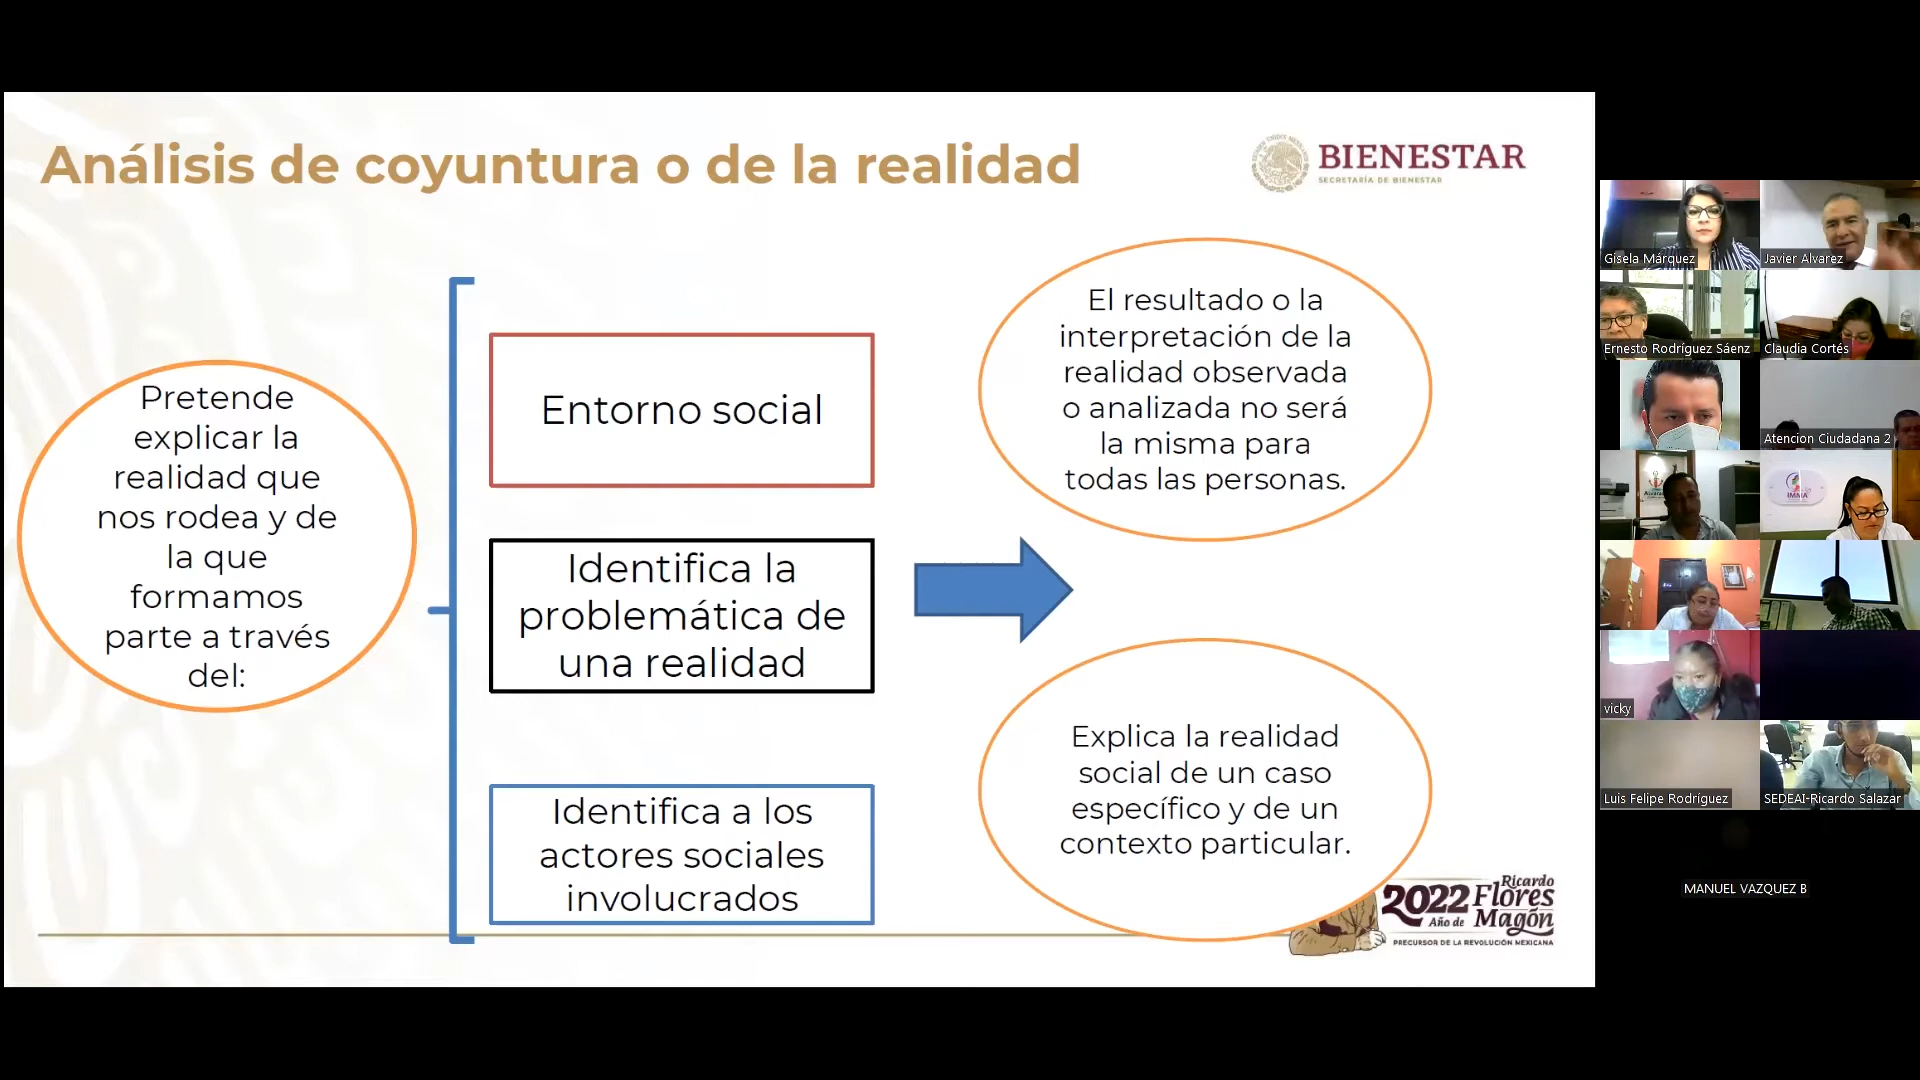 Análisis de coyuntura o de la realidad
BIENESTAR
SECRETARÍA DE BIENESTAR
Pretende
explicar la
realidad que
nos rodea y de
la que
formamos
parte a través
del:
Entorno social
Identifica la
problemática de
una realidad
Identifica a los
actores sociales
involucrados
El resultado o la
interpretación de la
realidad observada
o analizada no será
la misma para
todas las personas.
Explica la realidad
social de un caso
específico y de un
contexto particular.
2022 Ricardo
Flores
Año de Magón
PRECURSOR DE LA REVOLUCIÓN MEXICANA
Gisela Márquez
Javier Alvarez
Ernesto Rodríguez Sáenz
Claudia Cortés
Atencion Ciudadana 2
IMMA
vicky
Luis Felipe Rodríguez
SEDEAI-Ricardo Salazar
MANUEL VAZQUEZ B